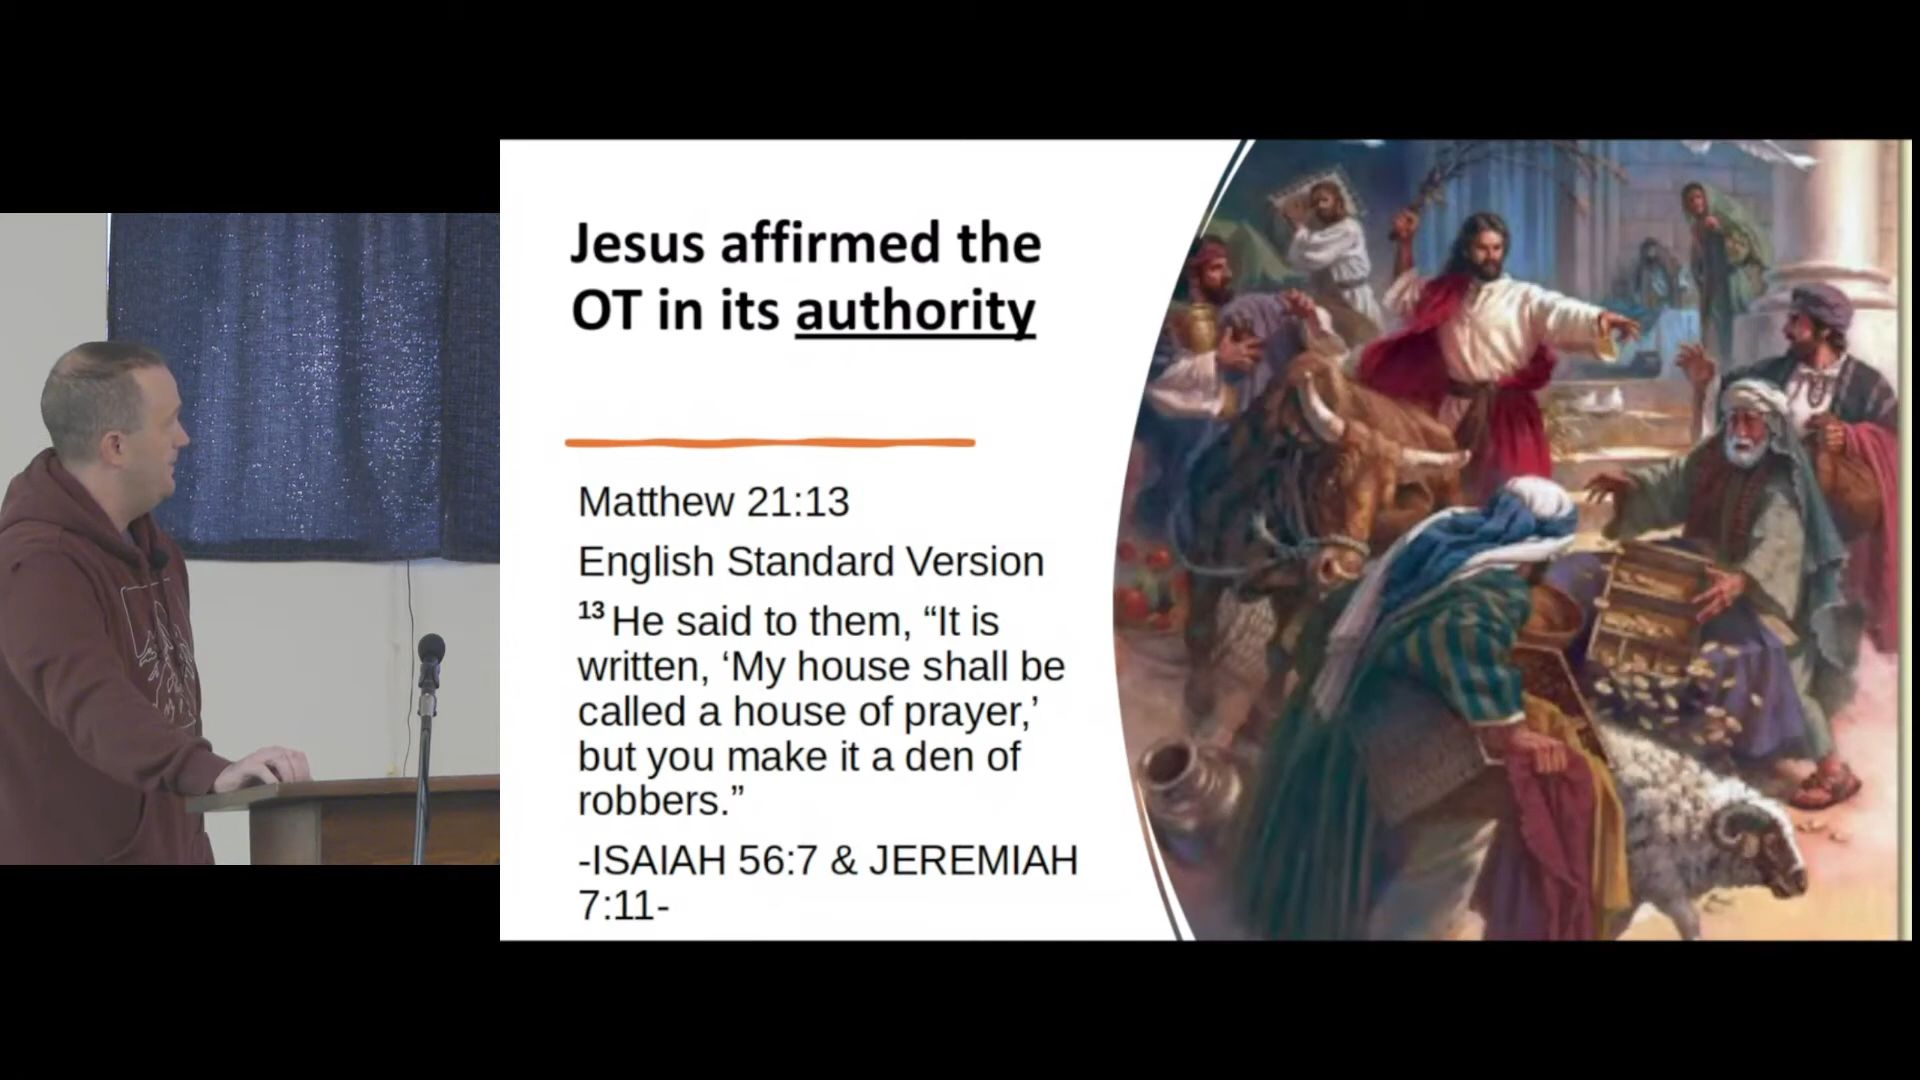 Jesus affirmed the
OT in its authority
Matthew 21:13
English Standard Version
13 He said to them, “It is
written, ‘My house shall be
called a house of prayer,’
but you make it a den of
robbers.”
-ISAIAH 56:7 & JEREMIAH
7:11-